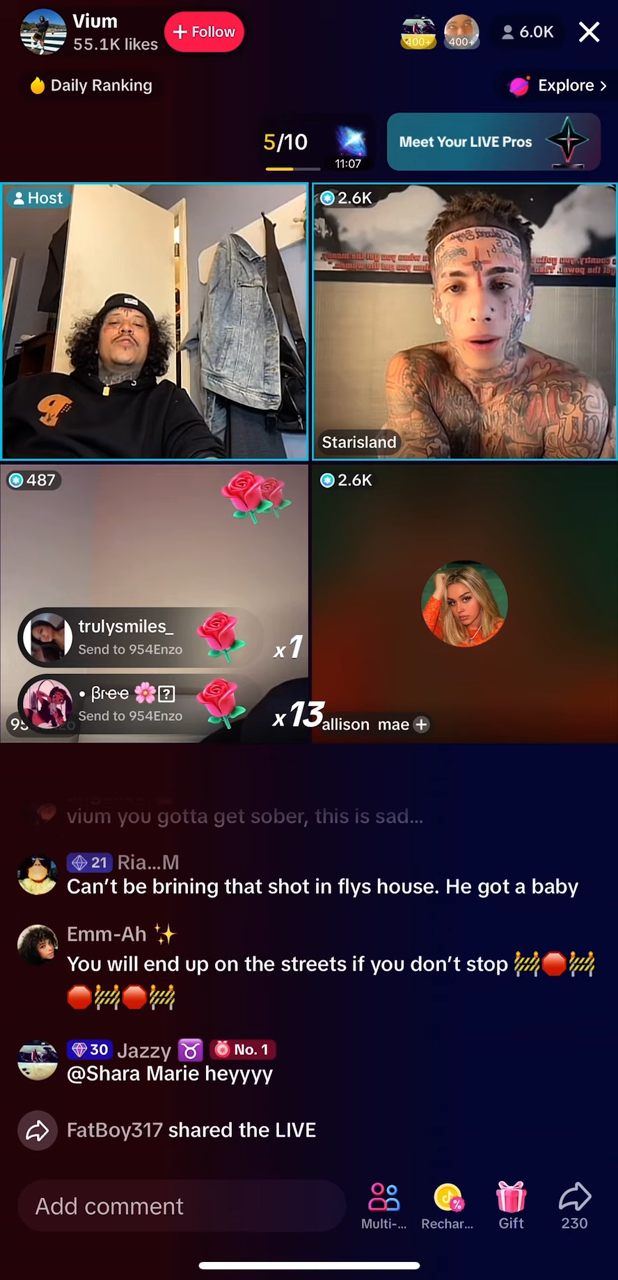 Vium
55.1K likes
+ Follow
400+
400+
6.0K
Daily Ranking
Explore >
5/10
11:07
Meet Your LIVE Pros
Host
2.6K
Starisland
487
2.6K
trulysmiles_
Send to 954Enzo
x1
• βɾҽҽ 🌸?
Send to 954Enzo
x13
allison mae +
vium you gotta get sober, this is sad...
21 Ria...M
Can't be brining that shot in flys house. He got a baby
Emm-Ah ✨
You will end up on the streets if you don't stop 🚧🛑🚧
🛑🚧🛑🚧
30 Jazzy ♉ No. 1
@Shara Marie heyyyy
FatBoy317 shared the LIVE
Add comment
Multi-...
Rechar...
Gift
230